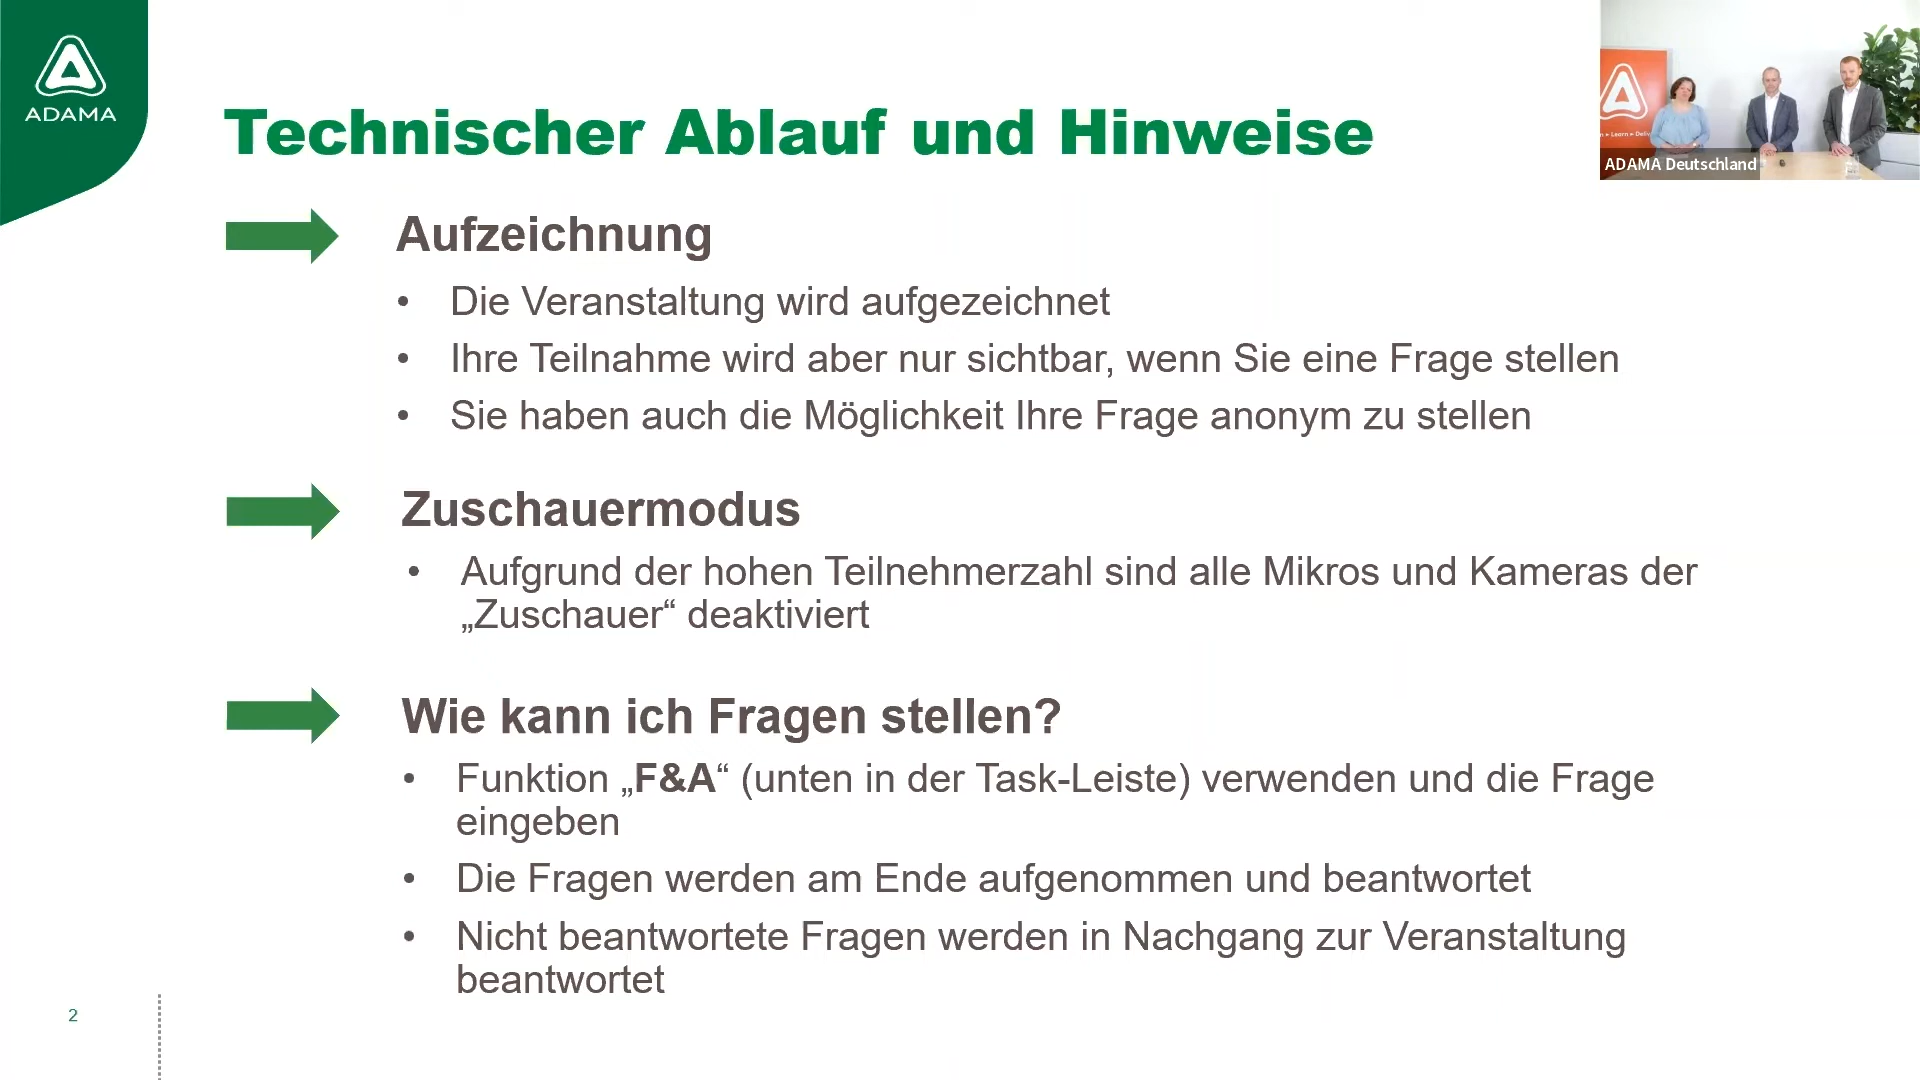 ADAMA
Technischer Ablauf und Hinweise
ADAMA Deutschland
Aufzeichnung
• Die Veranstaltung wird aufgezeichnet
• Ihre Teilnahme wird aber nur sichtbar, wenn Sie eine Frage stellen
• Sie haben auch die Möglichkeit Ihre Frage anonym zu stellen
Zuschauermodus
• Aufgrund der hohen Teilnehmerzahl sind alle Mikros und Kameras der
„Zuschauer“ deaktiviert
Wie kann ich Fragen stellen?
• Funktion „F&A“ (unten in der Task-Leiste) verwenden und die Frage
eingeben
• Die Fragen werden am Ende aufgenommen und beantwortet
• Nicht beantwortete Fragen werden in Nachgang zur Veranstaltung
beantwortet
2